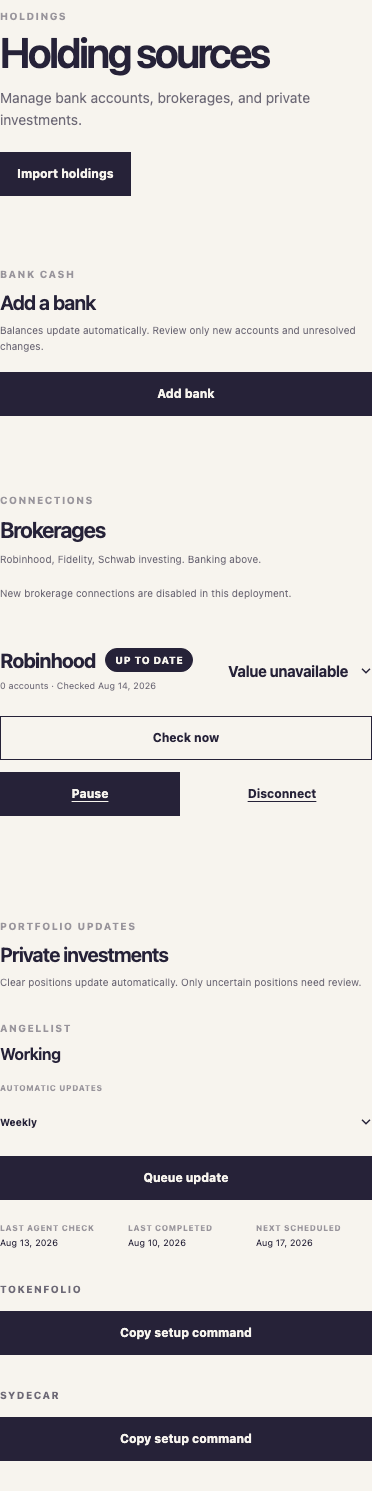 HOLDINGS
Holding sources
Manage bank accounts, brokerages, and private
investments.
Import holdings
BANK CASH
Add a bank
Balances update automatically. Review only new accounts and unresolved
changes.
Add bank
CONNECTIONS
Brokerages
Robinhood, Fidelity, Schwab investing. Banking above.
New brokerage connections are disabled in this deployment.
Robinhood UP TO DATE
0 accounts · Checked Aug 14, 2026
Value unavailable
Check now
Pause Disconnect
PORTFOLIO UPDATES
Private investments
Clear positions update automatically. Only uncertain positions need review.
ANGELLIST
Working
AUTOMATIC UPDATES
Weekly
Queue update
LAST AGENT CHECK LAST COMPLETED NEXT SCHEDULED
Aug 13, 2026 Aug 10, 2026 Aug 17, 2026
TOKENFOLIO
Copy setup command
SYDECAR
Copy setup command